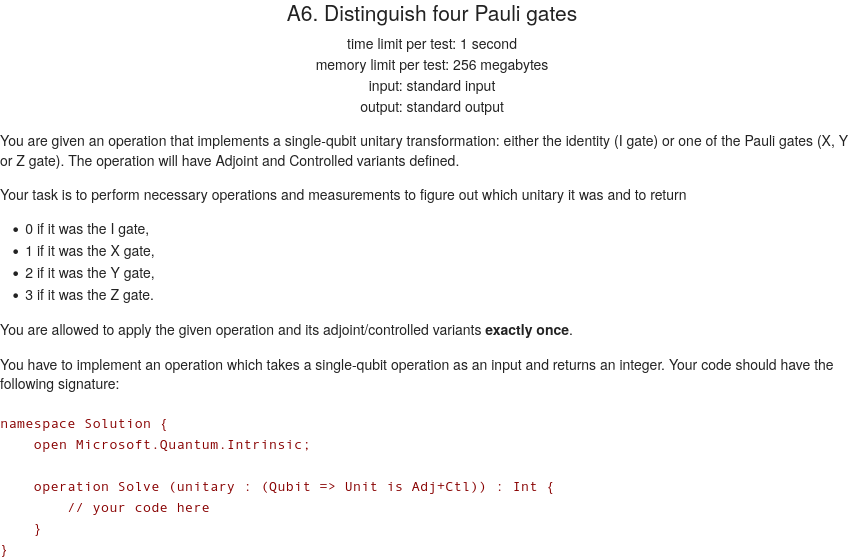 A6. Distinguish four Pauli gates
time limit per test: 1 second
memory limit per test: 256 megabytes
input: standard input
output: standard output
You are given an operation that implements a single-qubit unitary transformation: either the identity (I gate) or one of the Pauli gates (X, Y
or Z gate). The operation will have Adjoint and Controlled variants defined.
Your task is to perform necessary operations and measurements to figure out which unitary it was and to return
• 0 if it was the I gate,
• 1 if it was the X gate,
• 2 if it was the Y gate,
• 3 if it was the Z gate.
You are allowed to apply the given operation and its adjoint/controlled variants exactly once.
You have to implement an operation which takes a single-qubit operation as an input and returns an integer. Your code should have the
following signature:
namespace Solution {
    open Microsoft.Quantum.Intrinsic;
    operation Solve (unitary : (Qubit => Unit is Adj+Ctl)) : Int {
        // your code here
    }
}